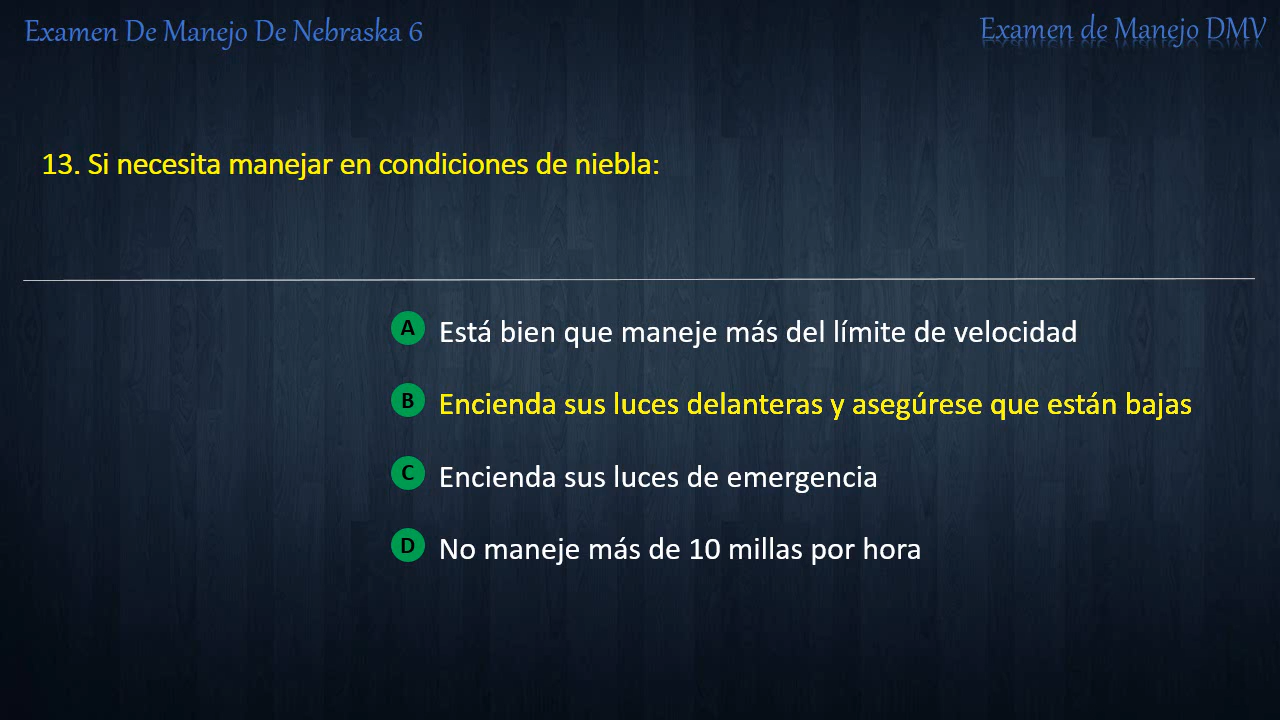 Examen De Manejo De Nebraska 6
Examen de Manejo DMV
13. Si necesita manejar en condiciones de niebla:
A Está bien que maneje más del límite de velocidad
B Encienda sus luces delanteras y asegúrese que están bajas
C Encienda sus luces de emergencia
D No maneje más de 10 millas por hora